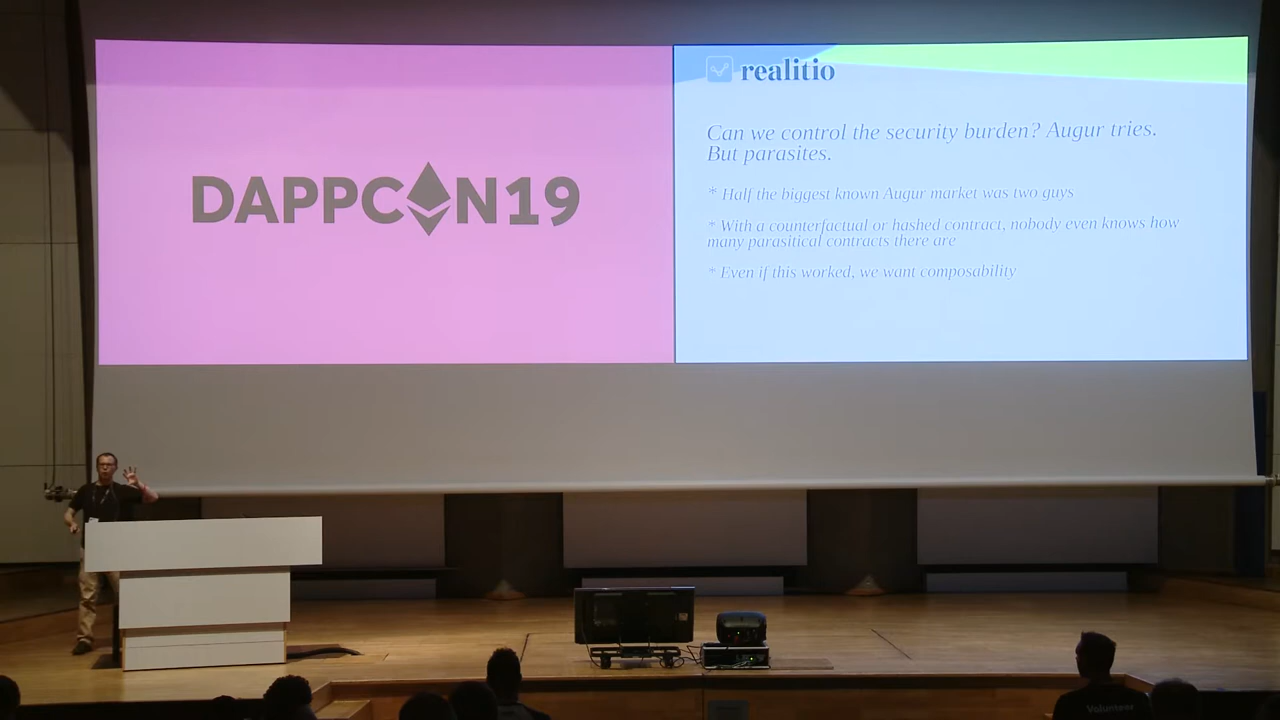 DAPPCON19
realitio
Can we control the security burden? Augur tries.
But parasites.
* Half the biggest known Augur market was two guys
* With a counterfactual or hashed contract, nobody even knows how
many parasitical contracts there are
* Even if this worked, we want composability
Volunteer